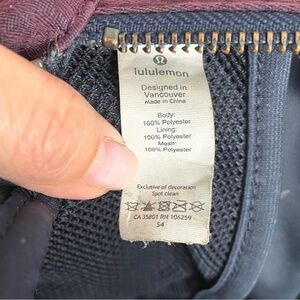 lululemon
Designed in
Vancouver
Made in China
Body:
100% Polyester
Lining:
100% Polyester
Mesh:
100% Polyester
Exclusive of decoration
Spot clean
CA 35801 RN 106259
S4